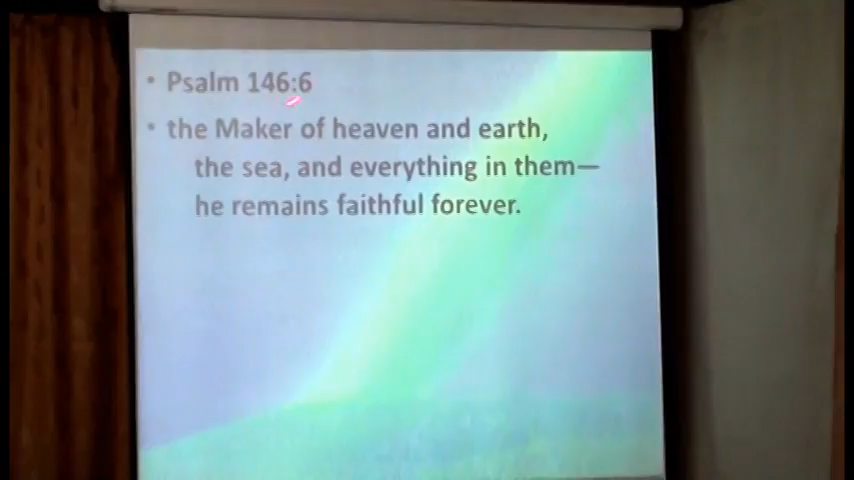 • Psalm 146:6
• the Maker of heaven and earth,
the sea, and everything in them—
he remains faithful forever.